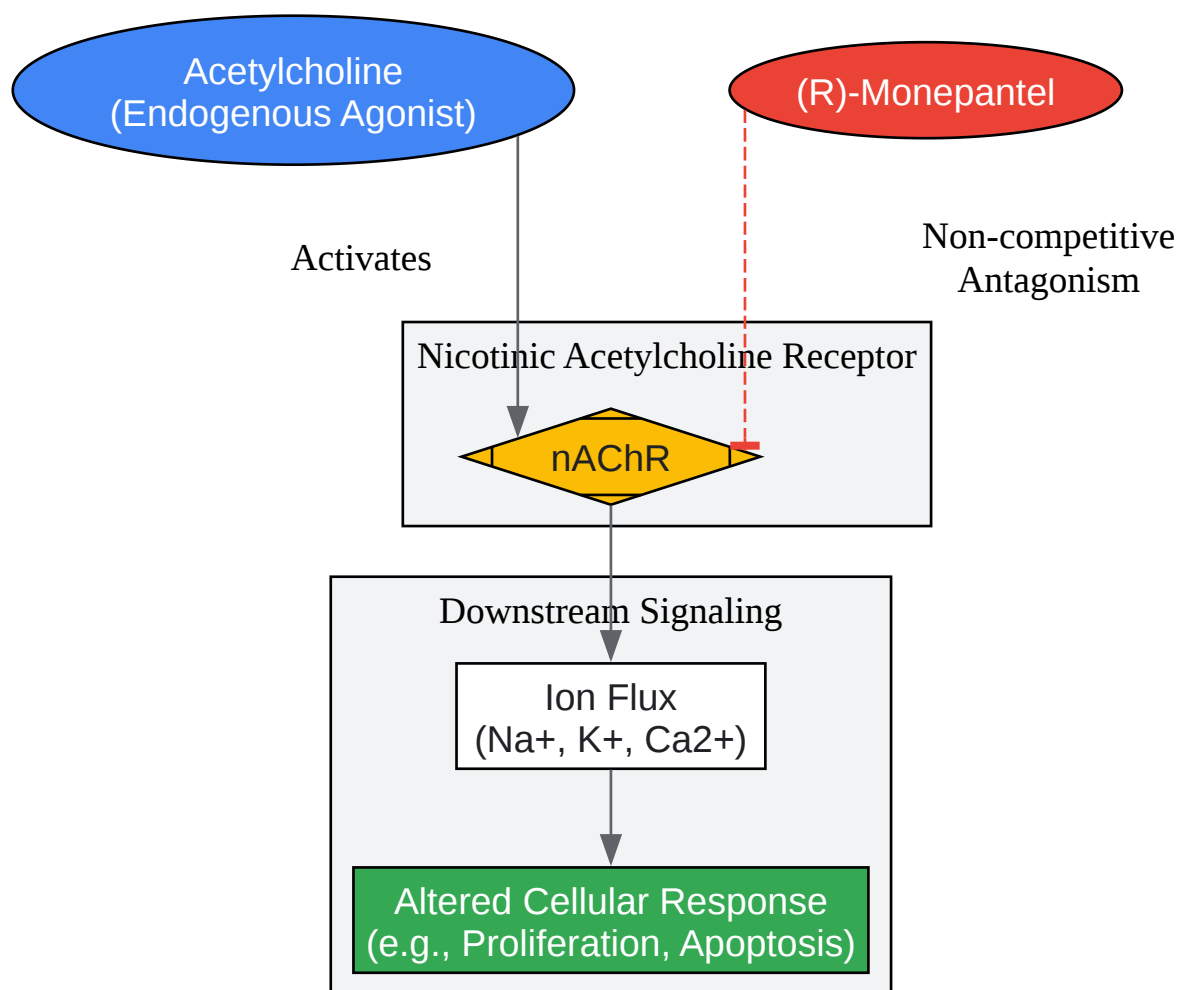 Acetylcholine
(Endogenous Agonist)
(R)-Monepantel
Activates
Non-competitive
Antagonism
Nicotinic Acetylcholine Receptor
nAChR
Downstream Signaling
Ion Flux
(Na+, K+, Ca2+)
Altered Cellular Response
(e.g., Proliferation, Apoptosis)